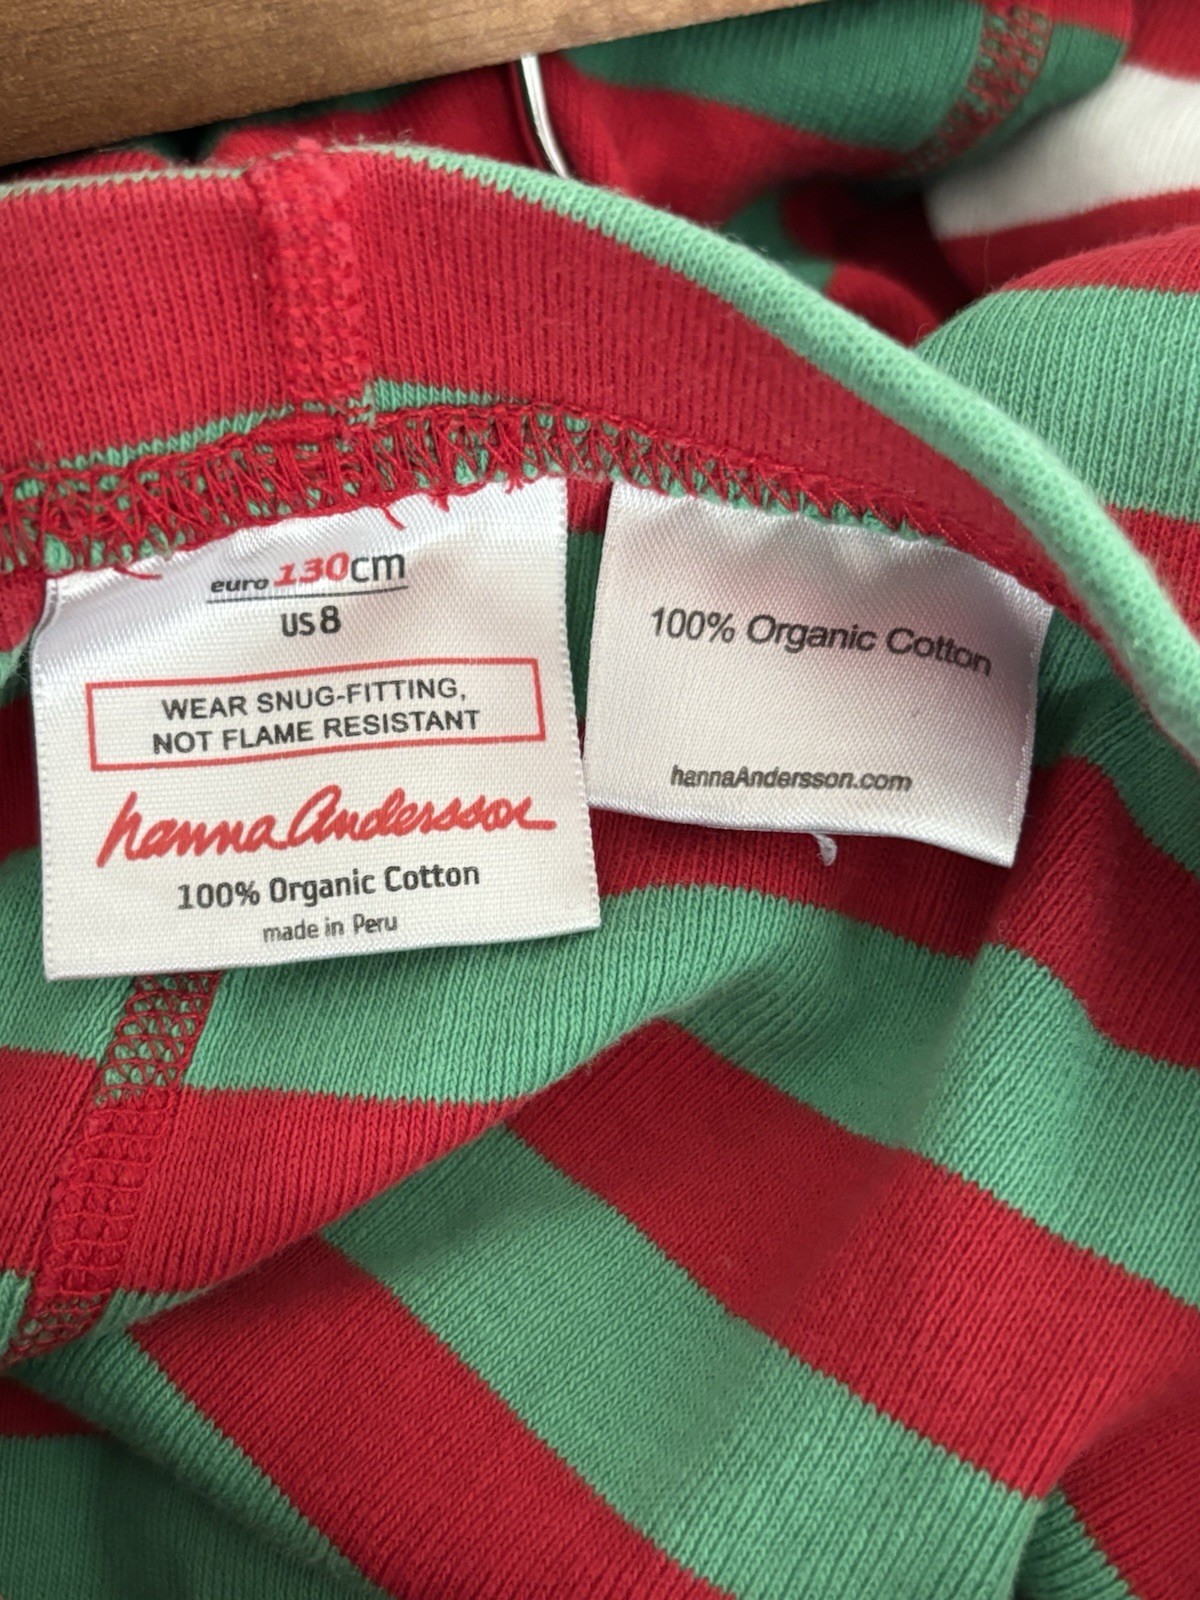 euro 130cm
US 8
WEAR SNUG-FITTING,
NOT FLAME RESISTANT
hanna Andersson
100% Organic Cotton
made in Peru
100% Organic Cotton
hannaAndersson.com